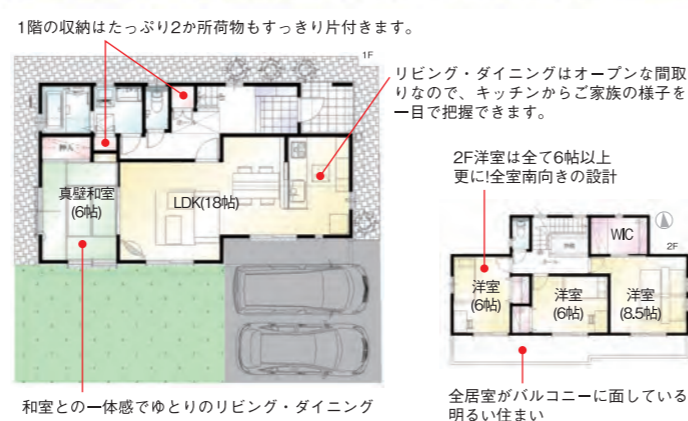 1階の収納はたっぷり2か所荷物もすっきり片付きます。
1F
リビング・ダイニングはオープンな間取
りなので、キッチンからご家族の様子を
一目で把握できます。
押入
真壁和室
(6帖)
LDK(18帖)
2F洋室は全て6帖以上
更に!全室南向きの設計
WIC
2F
洋室
(6帖)
洋室
(6帖)
洋室
(8.5帖)
和室との一体感でゆとりのリビング・ダイニング
全居室がバルコニーに面している
明るい住まい